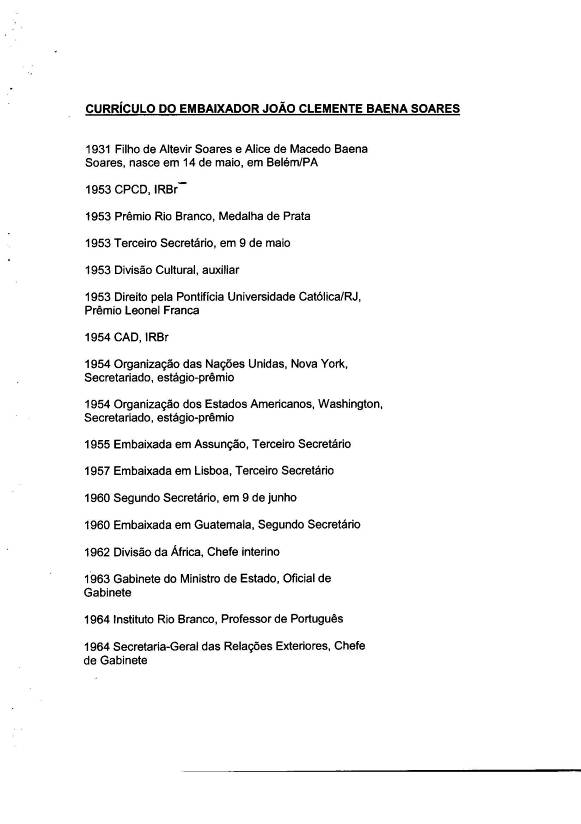 CURRÍCULO DO EMBAIXADOR JOÃO CLEMENTE BAENA SOARES
1931 Filho de Altevir Soares e Alice de Macedo Baena
Soares, nasce em 14 de maio, em Belém/PA
1953 CPCD, IRBr
1953 Prêmio Rio Branco, Medalha de Prata
1953 Terceiro Secretário, em 9 de maio
1953 Divisão Cultural, auxiliar
1953 Direito pela Pontifícia Universidade Católica/RJ,
Prêmio Leonel Franca
1954 CAD, IRBr
1954 Organização das Nações Unidas, Nova York,
Secretariado, estágio-prêmio
1954 Organização dos Estados Americanos, Washington,
Secretariado, estágio-prêmio
1955 Embaixada em Assunção, Terceiro Secretário
1957 Embaixada em Lisboa, Terceiro Secretário
1960 Segundo Secretário, em 9 de junho
1960 Embaixada em Guatemala, Segundo Secretário
1962 Divisão da África, Chefe interino
1963 Gabinete do Ministro de Estado, Oficial de
Gabinete
1964 Instituto Rio Branco, Professor de Português
1964 Secretaria-Geral das Relações Exteriores, Chefe
de Gabinete